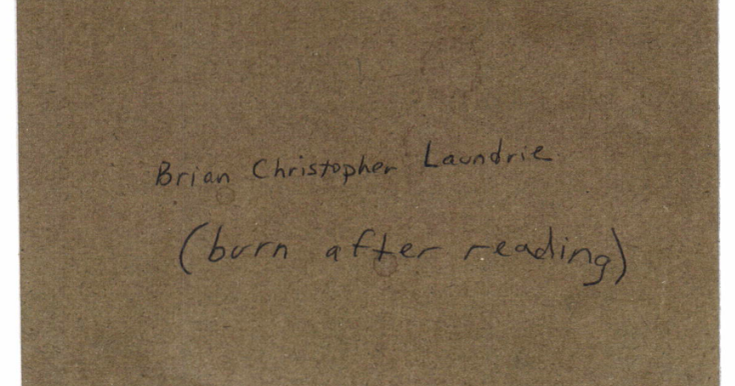 Brian Christopher Laundrie
(burn after reading)